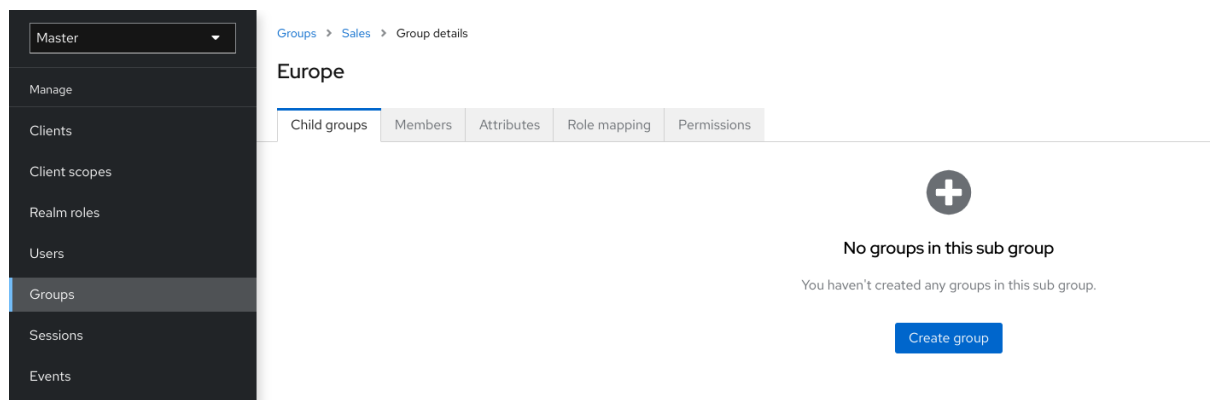 Master
Manage
Clients
Client scopes
Realm roles
Users
Groups
Sessions
Events
Groups > Sales > Group details
Europe
Child groups Members Attributes Role mapping Permissions
No groups in this sub group
You haven't created any groups in this sub group.
Create group